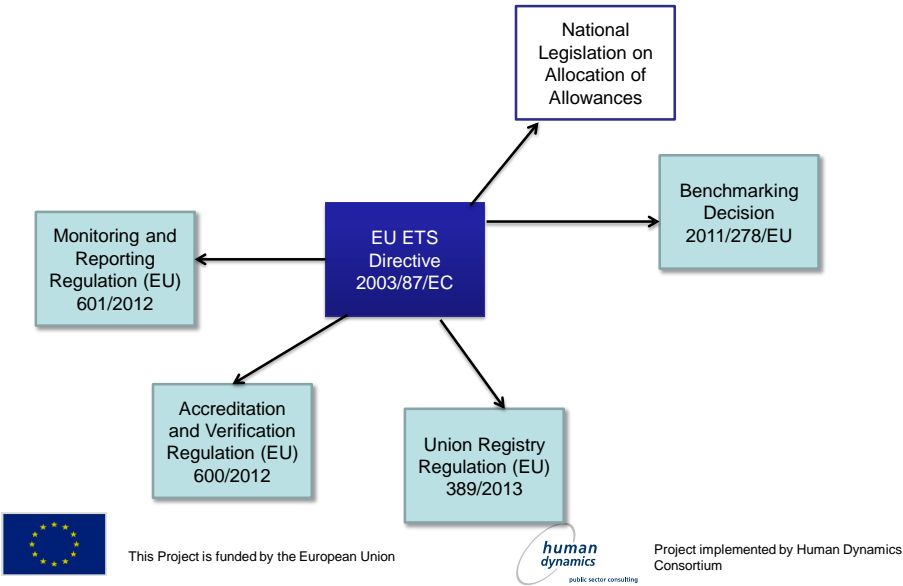 National
Legislation on
Allocation of
Allowances
Benchmarking
Decision
2011/278/EU
EU ETS
Directive
2003/87/EC
Monitoring and
Reporting
Regulation (EU)
601/2012
Accreditation
and Verification
Regulation (EU)
600/2012
Union Registry
Regulation (EU)
389/2013
This Project is funded by the European Union
human
dynamics
public sector consulting
Project implemented by Human Dynamics
Consortium